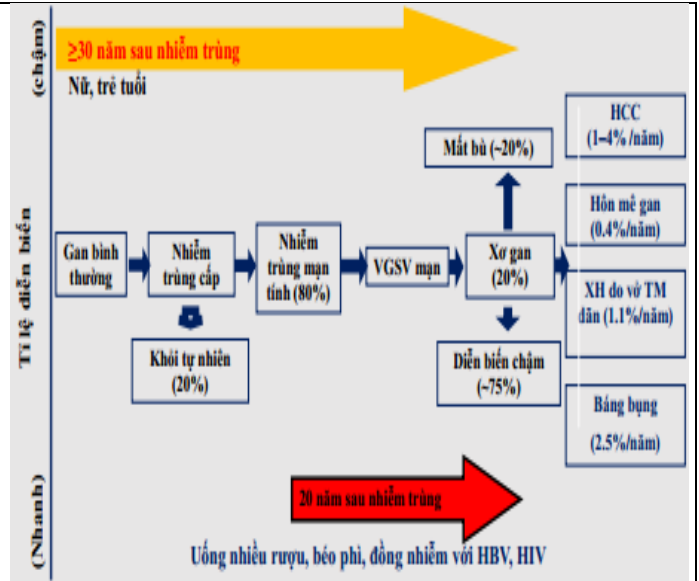 (chậm)
≥30 năm sau nhiễm trùng
Nữ, trẻ tuổi
HCC
(1–4% /năm)
Mất bù (~20%)
Hôn mê gan
(0.4%/năm)
Tỉ lệ diễn biến
Gan bình
thường
Nhiễm
trùng cấp
Nhiễm
trùng mạn
tính (80%)
VGSV mạn
Xơ gan
(20%)
XH do vỡ TM
dãn (1.1%/năm)
Khỏi tự nhiên
(20%)
Diễn biến chậm
(~75%)
Báng bụng
(2.5%/năm)
(Nhanh)
20 năm sau nhiễm trùng
Uống nhiều rượu, béo phì, đồng nhiễm với HBV, HIV